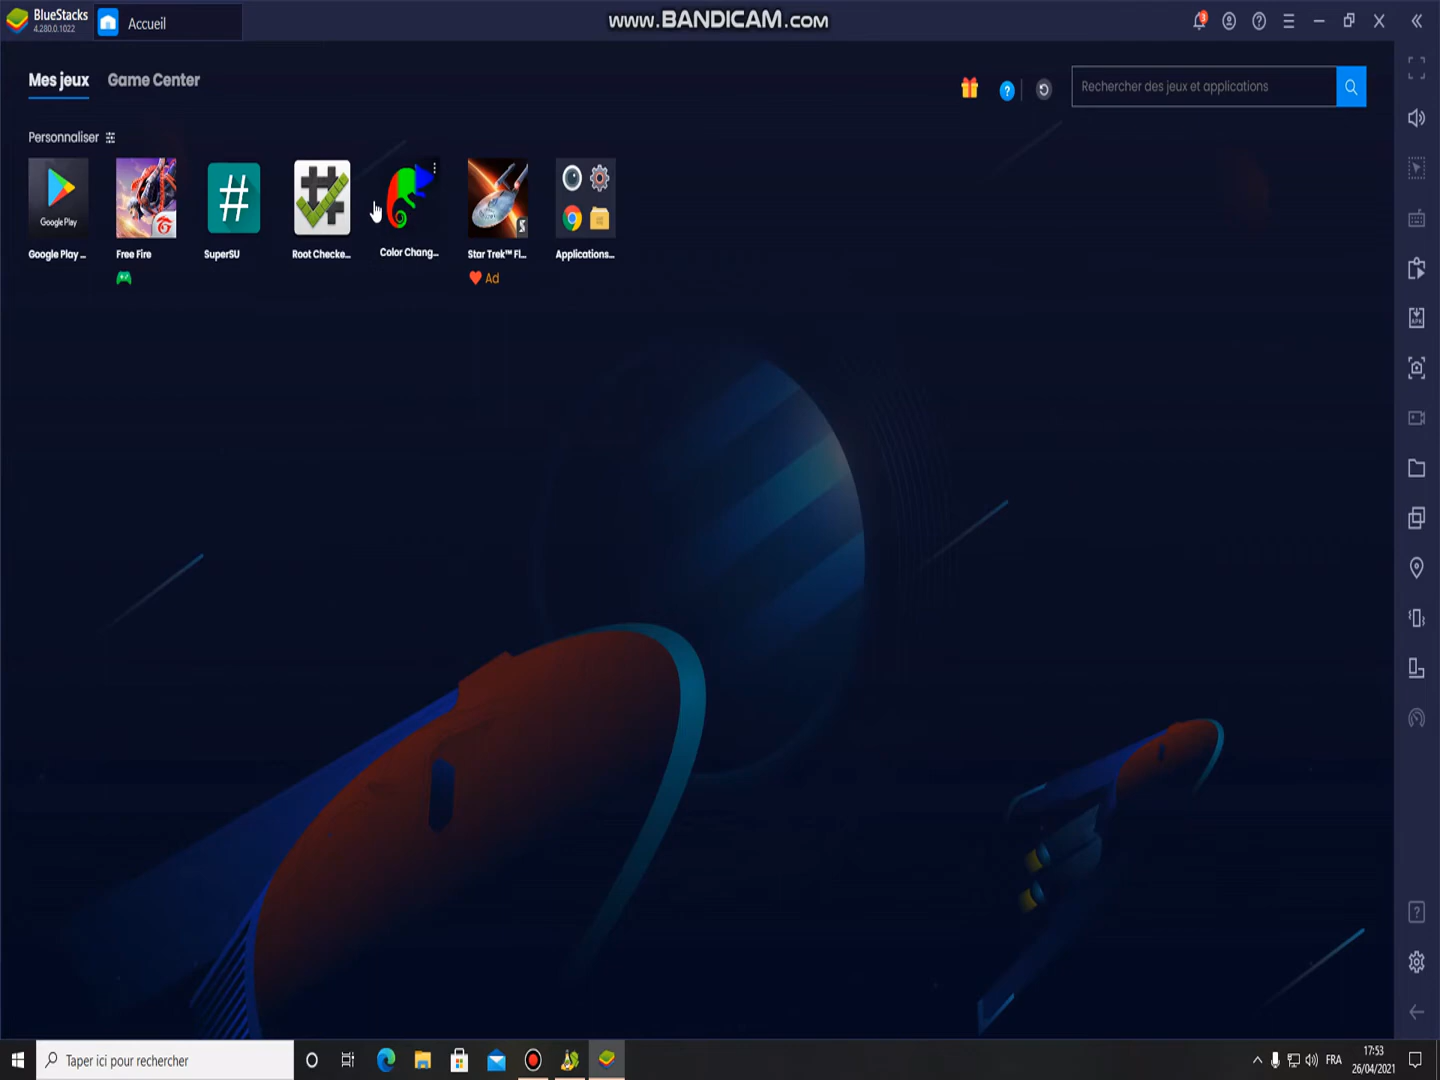 BlueStacks
4.280.0.1022
Accueil
www.BANDICAM.com
3
Mes jeux
Game Center
?
Rechercher des jeux et applications
Personnaliser
Google Play
Google Play ...
Free Fire
SuperSU
Root Checke...
Color Chang...
Star Trek™ Fl...
Applications...
Ad
APK
Taper ici pour rechercher
FRA
17:53
26/04/2021